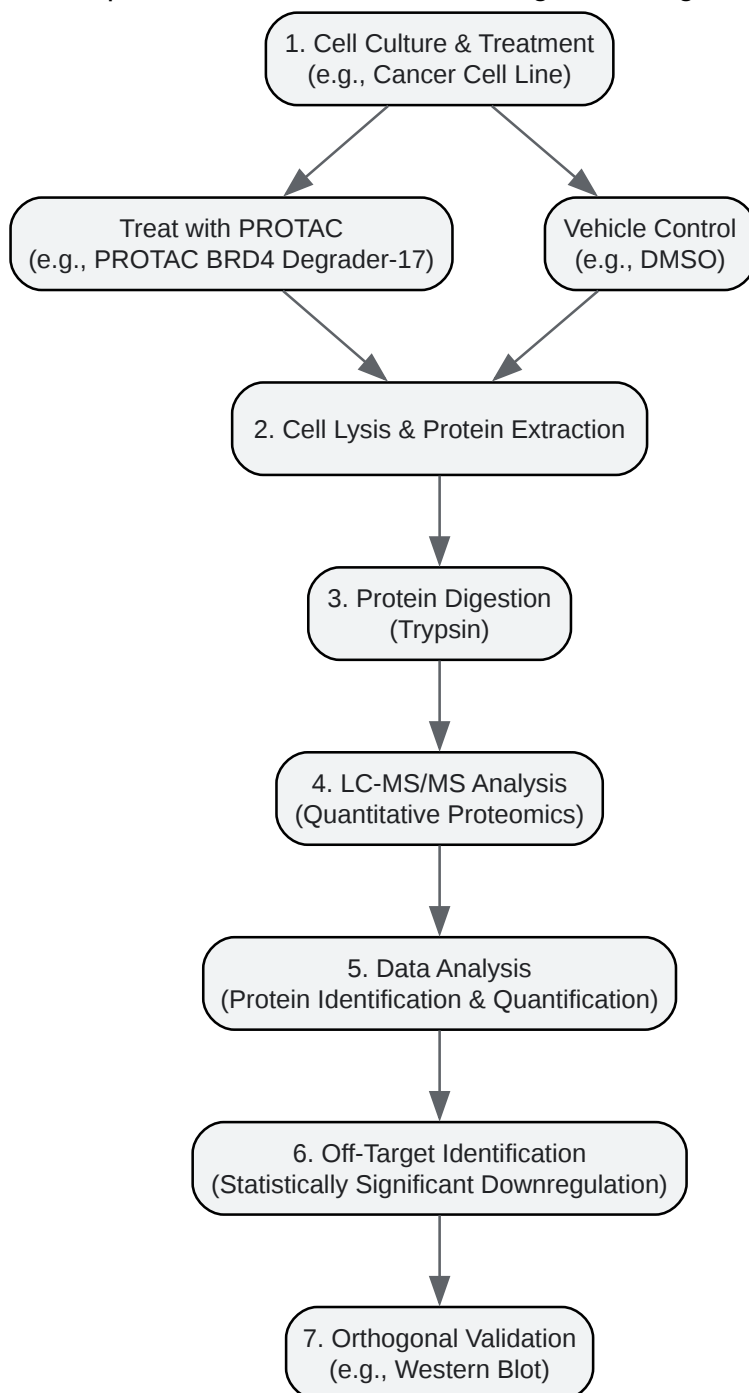 1. Cell Culture & Treatment
(e.g., Cancer Cell Line)
Treat with PROTAC
(e.g., PROTAC BRD4 Degrader-17)
Vehicle Control
(e.g., DMSO)
2. Cell Lysis & Protein Extraction
3. Protein Digestion
(Trypsin)
4. LC-MS/MS Analysis
(Quantitative Proteomics)
5. Data Analysis
(Protein Identification & Quantification)
6. Off-Target Identification
(Statistically Significant Downregulation)
7. Orthogonal Validation
(e.g., Western Blot)